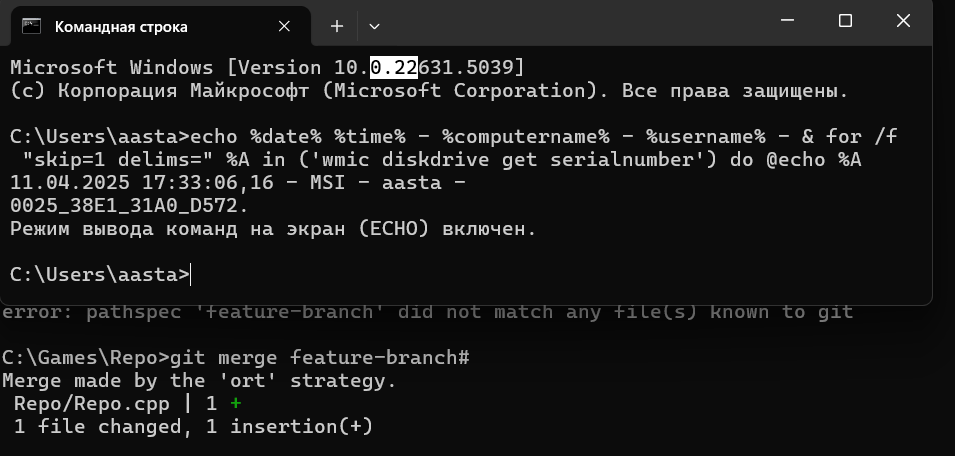 Командная строка
Microsoft Windows [Version 10.0.22631.5039]
(c) Корпорация Майкрософт (Microsoft Corporation). Все права защищены.
C:\Users\aasta>echo %date% %time% - %computername% - %username% - & for /f
"skip=1 delims=" %A in ('wmic diskdrive get serialnumber') do @echo %A
11.04.2025 17:33:06,16 - MSI - aasta -
0025_38E1_31A0_D572.
Режим вывода команд на экран (ECHO) включен.
C:\Users\aasta>
error: pathspec 'feature-branch' did not match any file(s) known to git
C:\Games\Repo>git merge feature-branch#
Merge made by the 'ort' strategy.
Repo/Repo.cpp | 1 +
1 file changed, 1 insertion(+)